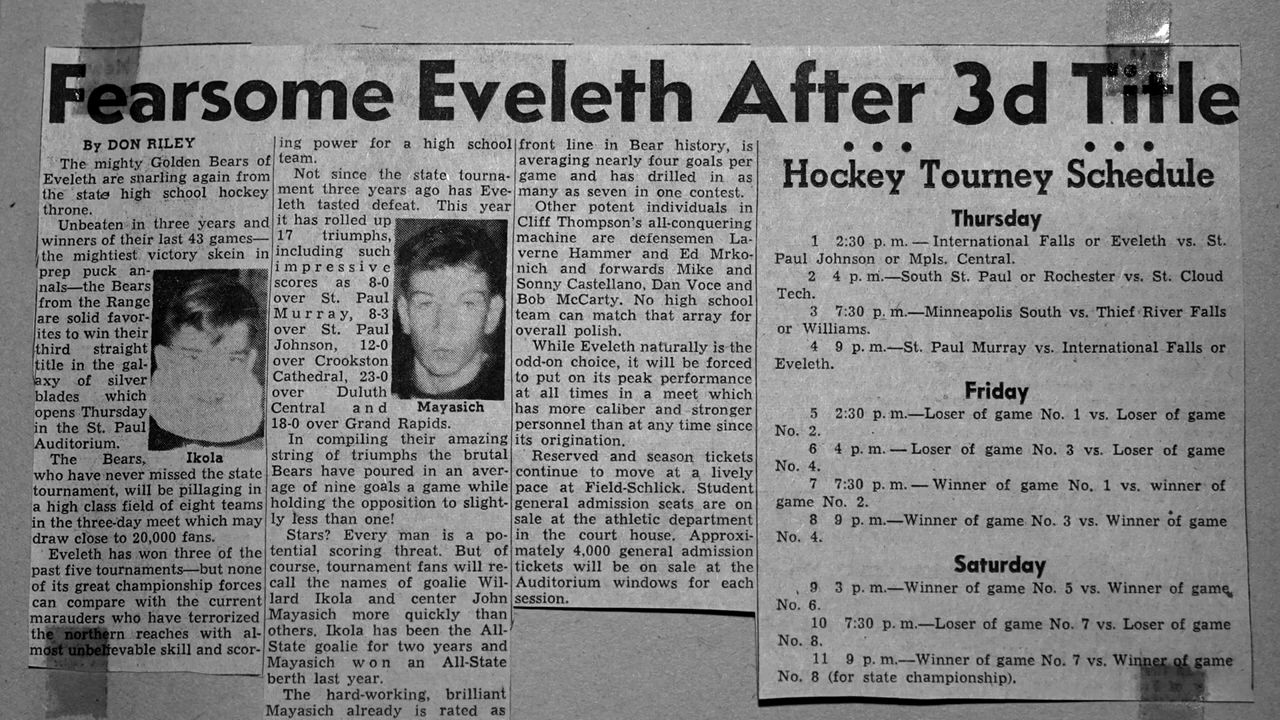 Fearsome Eveleth After 3d Title
By DON RILEY
The mighty Golden Bears of
Eveleth are snarling again from
the state high school hockey
throne.
Unbeaten in three years and
winners of their last 43 games—
the mightiest victory skein in
prep puck an-
nals—the Bears
from the Range
are solid favor-
ites to win their
third straight
title in the gal-
axy of silver
blades which
opens Thursday
in the St. Paul
Auditorium.
The Bears,
Ikola
who have never missed the state
tournament, will be pillaging in
a high class field of eight teams
in the three-day meet which may
draw close to 20,000 fans.
Eveleth has won three of the
past five tournaments—but none
of its great championship forces
can compare with the current
marauders who have terrorized
the northern reaches with al-
most unbelievable skill and scor-
ing power for a high school
team.
Not since the state tourna-
ment three years ago has Eve-
leth tasted defeat. This year
it has rolled up
17 triumphs,
including such
impressive
scores as 8-0
over St. Paul
Murray, 8-3
over St. Paul
Johnson, 12-0
over Crookston
Cathedral, 23-0
over Duluth
Central and
Mayasich
18-0 over Grand Rapids.
In compiling their amazing
string of triumphs the brutal
Bears have poured in an aver-
age of nine goals a game while
holding the opposition to slight-
ly less than one!
Stars? Every man is a po-
tential scoring threat. But of
course, tournament fans will re-
call the names of goalie Wil-
lard Ikola and center John
Mayasich more quickly than
others. Ikola has been the All-
State goalie for two years and
Mayasich won an All-State
berth last year.
The hard-working, brilliant
Mayasich already is rated as
front line in Bear history, is
averaging nearly four goals per
game and has drilled in as
many as seven in one contest.
Other potent individuals in
Cliff Thompson's all-conquering
machine are defensemen La-
verne Hammer and Ed Mrko-
nich and forwards Mike and
Sonny Castellano, Dan Voce and
Bob McCarty. No high school
team can match that array for
overall polish.
While Eveleth naturally is the
odd-on choice, it will be forced
to put on its peak performance
at all times in a meet which
has more caliber and stronger
personnel than at any time since
its origination.
Reserved and season tickets
continue to move at a lively
pace at Field-Schlick. Student
general admission seats are on
sale at the athletic department
in the court house. Approxi-
mately 4,000 general admission
tickets will be on sale at the
Auditorium windows for each
session.
Hockey Tourney Schedule
Thursday
1 2:30 p. m.—International Falls or Eveleth vs. St.
Paul Johnson or Mpls. Central.
2 4 p. m.—South St. Paul or Rochester vs. St. Cloud
Tech.
3 7:30 p. m.—Minneapolis South vs. Thief River Falls
or Williams.
4 9 p. m.—St. Paul Murray vs. International Falls or
Eveleth.
Friday
5 2:30 p. m.—Loser of game No. 1 vs. Loser of game
No. 2.
6 4 p. m.—Loser of game No. 3 vs. Loser of game
No. 4.
7 7:30 p. m.—Winner of game No. 1 vs. winner of
game No. 2.
8 9 p. m.—Winner of game No. 3 vs. Winner of game
No. 4.
Saturday
9 3 p. m.—Winner of game No. 5 vs. Winner of game
No. 6.
10 7:30 p. m.—Loser of game No. 7 vs. Loser of game
No. 8.
11 9 p. m.—Winner of game No. 7 vs. Winner of game
No. 8 (for state championship).